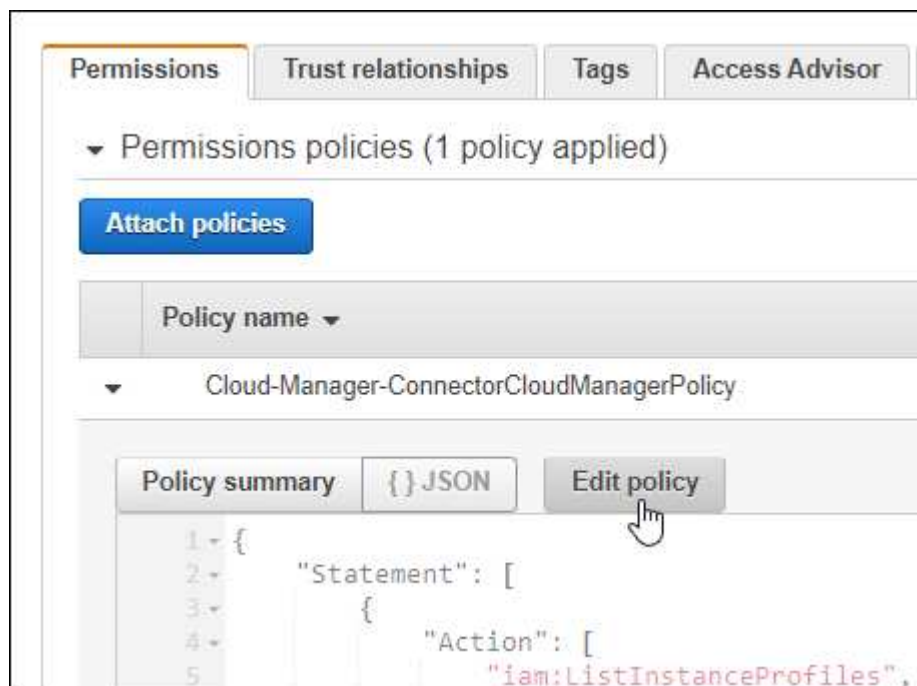 Permissions Trust relationships Tags Access Advisor
Permissions policies (1 policy applied)
Attach policies
Policy name
Cloud-Manager-ConnectorCloudManagerPolicy
Policy summary { } JSON Edit policy
1 {
2 "Statement": [
3 {
4 "Action": [
5 "iam:ListInstanceProfiles",